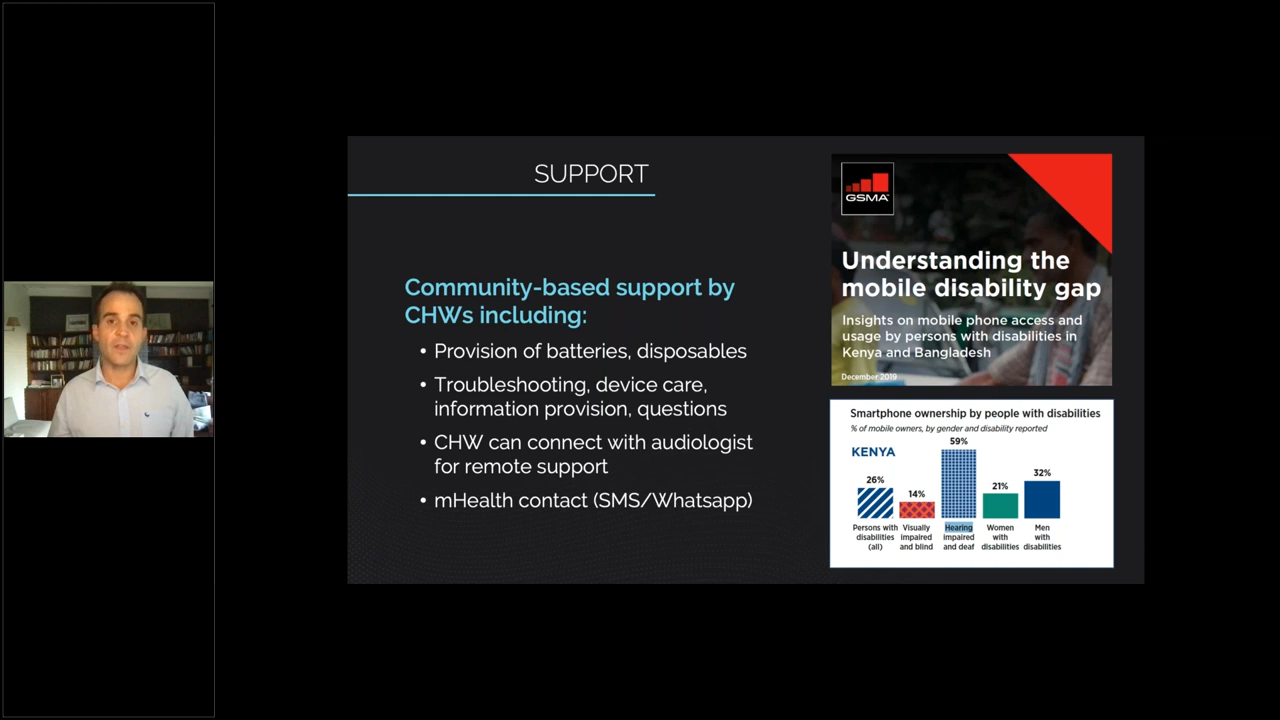 SUPPORT
Community-based support by
CHWs including:
• Provision of batteries, disposables
• Troubleshooting, device care,
information provision, questions
• CHW can connect with audiologist
for remote support
• mHealth contact (SMS/Whatsapp)
GSMA
Understanding the
mobile disability gap
Insights on mobile phone access and
usage by persons with disabilities in
Kenya and Bangladesh
December 2019
Smartphone ownership by people with disabilities
% of mobile owners, by gender and disability reported
KENYA
26%
14%
59%
21%
32%
Persons with
disabilities
(all)
Visually
impaired
and blind
Hearing
impaired
and deaf
Women
with
disabilities
Men
with
disabilities